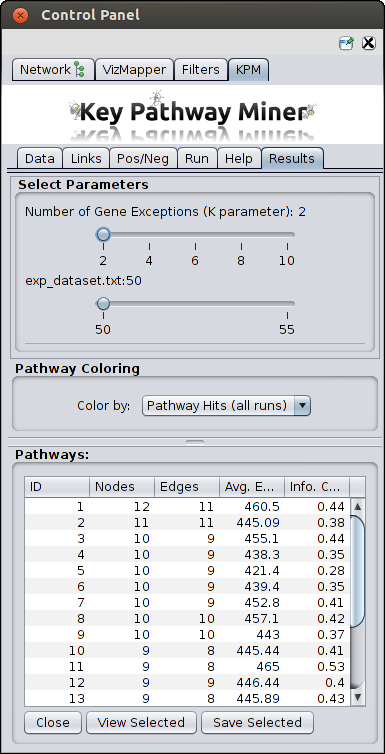 Control Panel
Network VizMapper Filters KPM
Key Pathway Miner
Data Links Pos/Neg Run Help Results
Select Parameters
Number of Gene Exceptions (K parameter): 2
2 4 6 8 10
exp_dataset.txt:50
50 55
Pathway Coloring
Color by: Pathway Hits (all runs)
Pathways:
ID Nodes Edges Avg. E... Info. C...
1 12 11 460.5 0.44
2 11 11 445.09 0.38
3 10 9 455.1 0.44
4 10 9 438.3 0.35
5 10 9 421.4 0.28
6 10 9 439.4 0.35
7 10 9 452.8 0.41
8 10 10 457.1 0.42
9 10 10 443 0.37
10 9 8 445.44 0.41
11 9 8 465 0.53
12 9 9 446.44 0.4
13 9 8 445.89 0.43
Close View Selected Save Selected